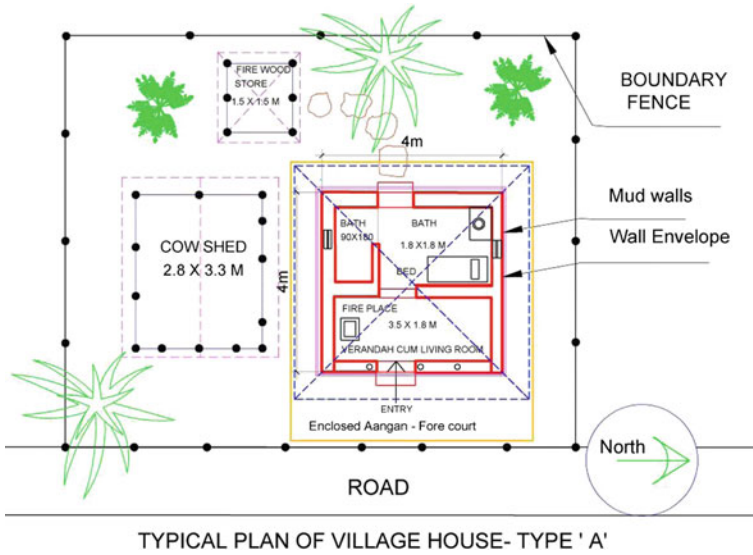 FIRE WOOD
STORE
1.5 X 1.5 M
BOUNDARY
FENCE
4m
Mud walls
Wall Envelope
COW SHED
2.8 X 3.3 M
4m
BATH
90X180
BATH
1.8 X1.8 M
BED
FIRE PLACE
3.5 X 1.8 M
VERANDAH CUM LIVING ROOM
ENTRY
Enclosed Aangan - Fore court
North
ROAD
TYPICAL PLAN OF VILLAGE HOUSE- TYPE ' A'